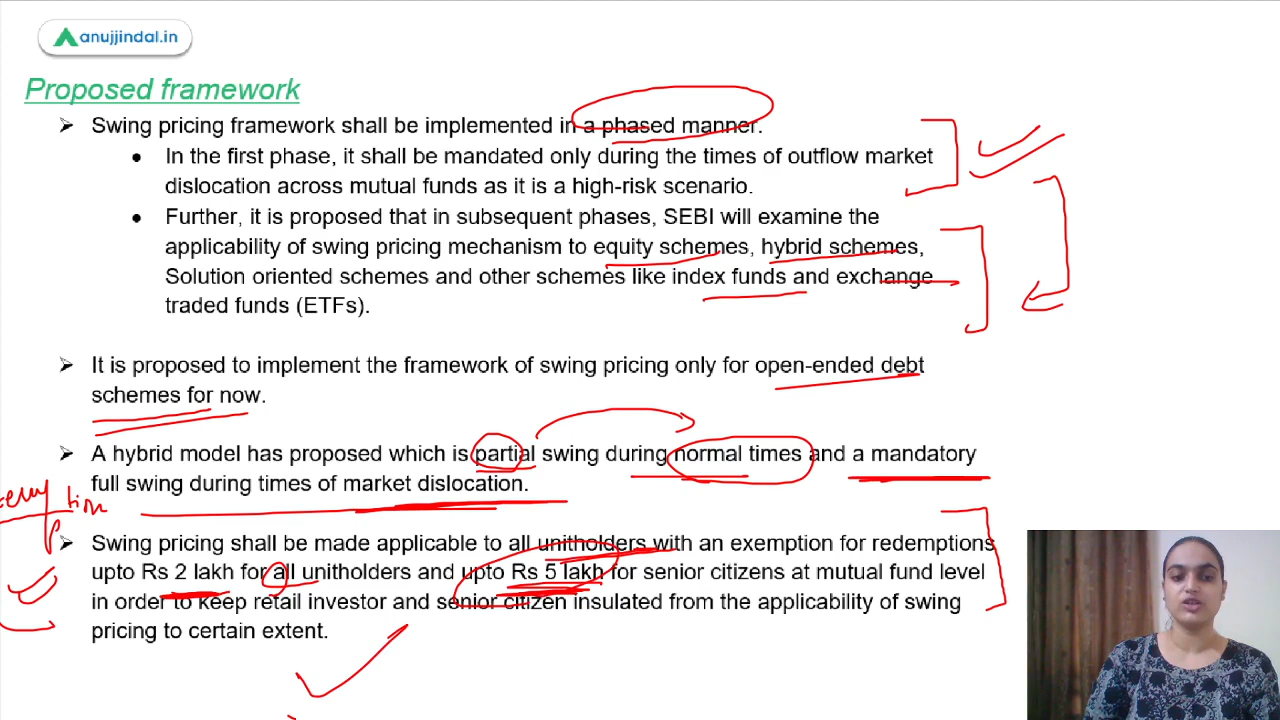 anujjindal.in
Proposed framework
➢ Swing pricing framework shall be implemented in a phased manner.
• In the first phase, it shall be mandated only during the times of outflow market
dislocation across mutual funds as it is a high-risk scenario.
• Further, it is proposed that in subsequent phases, SEBI will examine the
applicability of swing pricing mechanism to equity schemes, hybrid schemes,
Solution oriented schemes and other schemes like index funds and exchange
traded funds (ETFs).
➢ It is proposed to implement the framework of swing pricing only for open-ended debt
schemes for now.
➢ A hybrid model has proposed which is partial swing during normal times and a mandatory
full swing during times of market dislocation.
➢ Swing pricing shall be made applicable to all unitholders with an exemption for redemptions
upto Rs 2 lakh for all unitholders and upto Rs 5 lakh for senior citizens at mutual fund level
in order to keep retail investor and senior citizen insulated from the applicability of swing
pricing to certain extent.